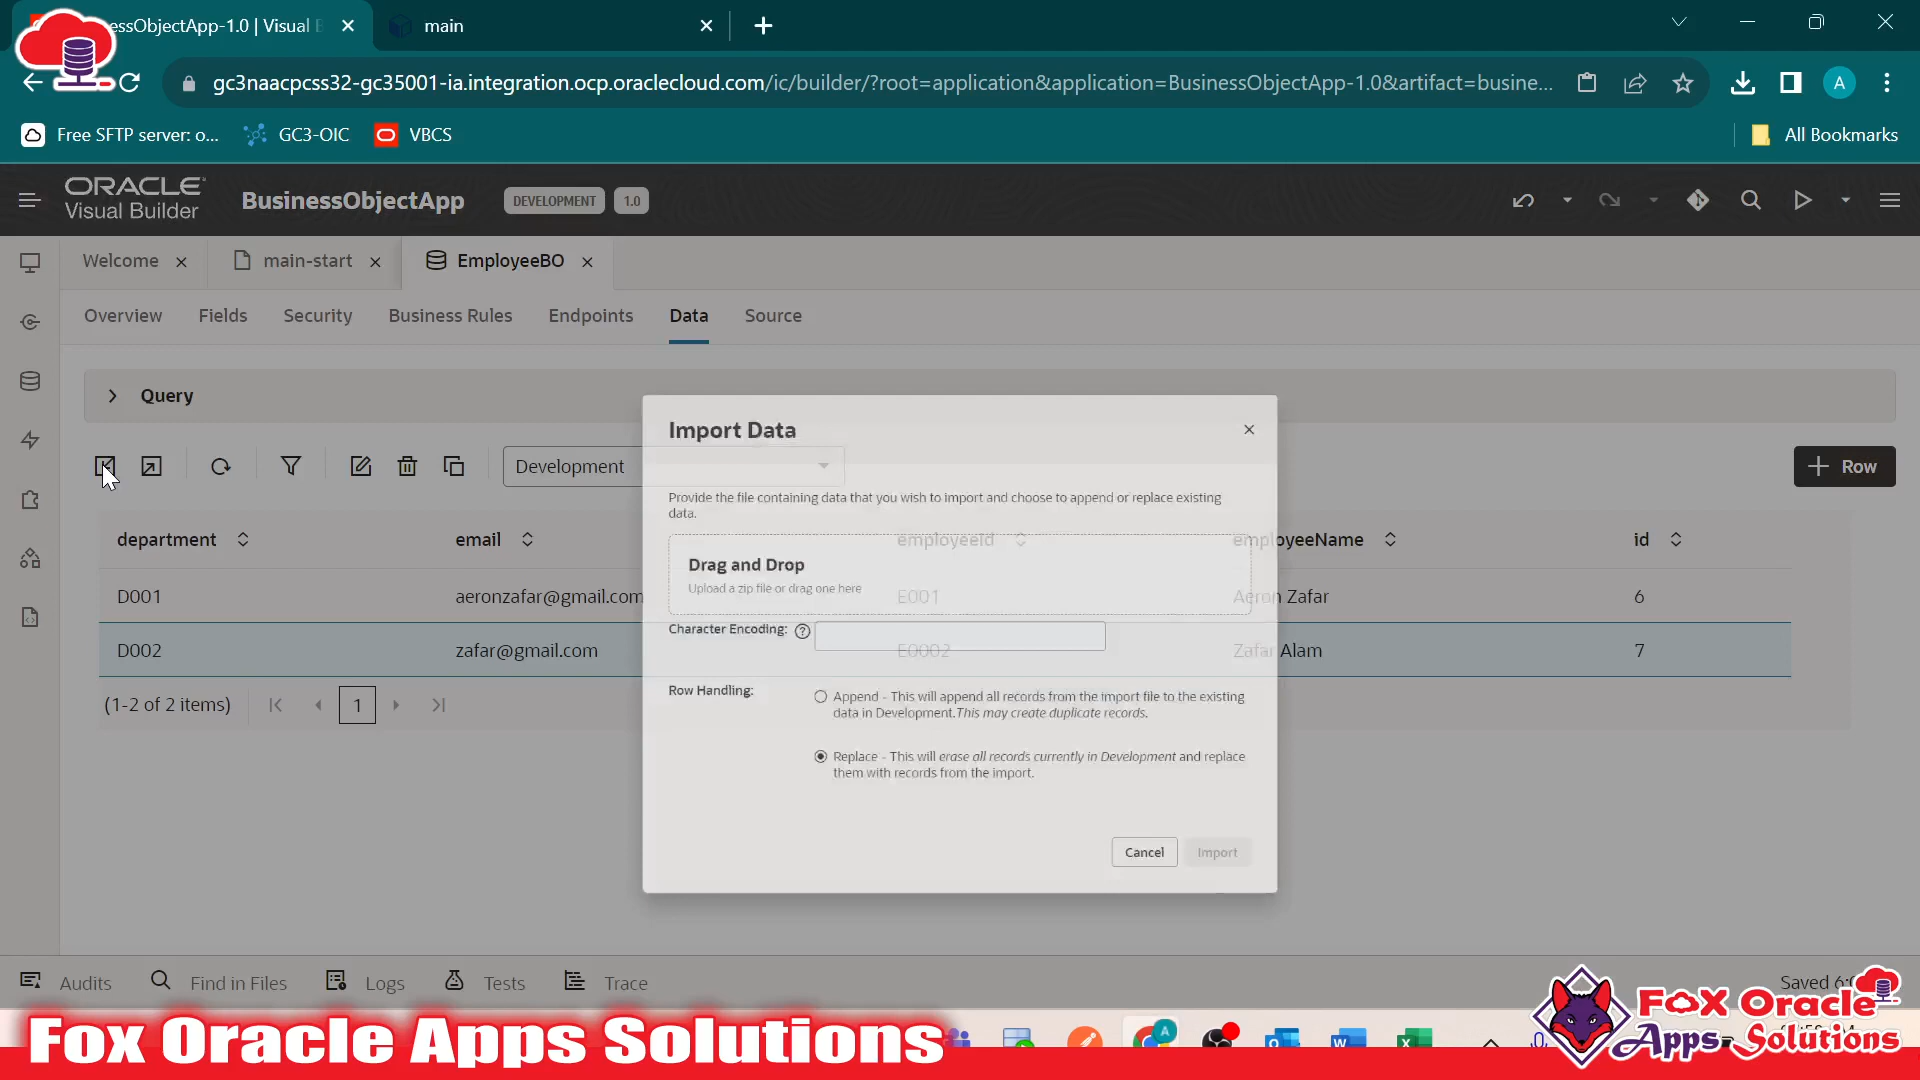 essObjectApp-1.0 | Visual B
main
gc3naacpcss32-gc35001-ia.integration.ocp.oraclecloud.com/ic/builder/?root=application&application=BusinessObjectApp-1.0&artifact=busine...
A
Free SFTP server: o...
GC3-OIC
VBCS
All Bookmarks
ORACLE
Visual Builder
BusinessObjectApp
DEVELOPMENT
1.0
Welcome
main-start
EmployeeBO
Overview
Fields
Security
Business Rules
Endpoints
Data
Source
Query
Import Data
Development
Row
Provide the file containing data that you wish to import and choose to append or replace existing
data.
department
email
employeeId
employeeName
id
Drag and Drop
Upload a zip file or drag one here
D001
aeronzafar@gmail.com
E001
Aeron Zafar
6
Character Encoding:
D002
zafar@gmail.com
E0002
Zafar Alam
7
(1-2 of 2 items)
1
Row Handling:
Append - This will append all records from the import file to the existing
data in Development. This may create duplicate records.
Replace - This will erase all records currently in Development and replace
them with records from the import.
Cancel
Import
Audits
Find in Files
Logs
Tests
Trace
Saved 6:
Fox Oracle Apps Solutions
A
Fox Oracle
Apps Solutions